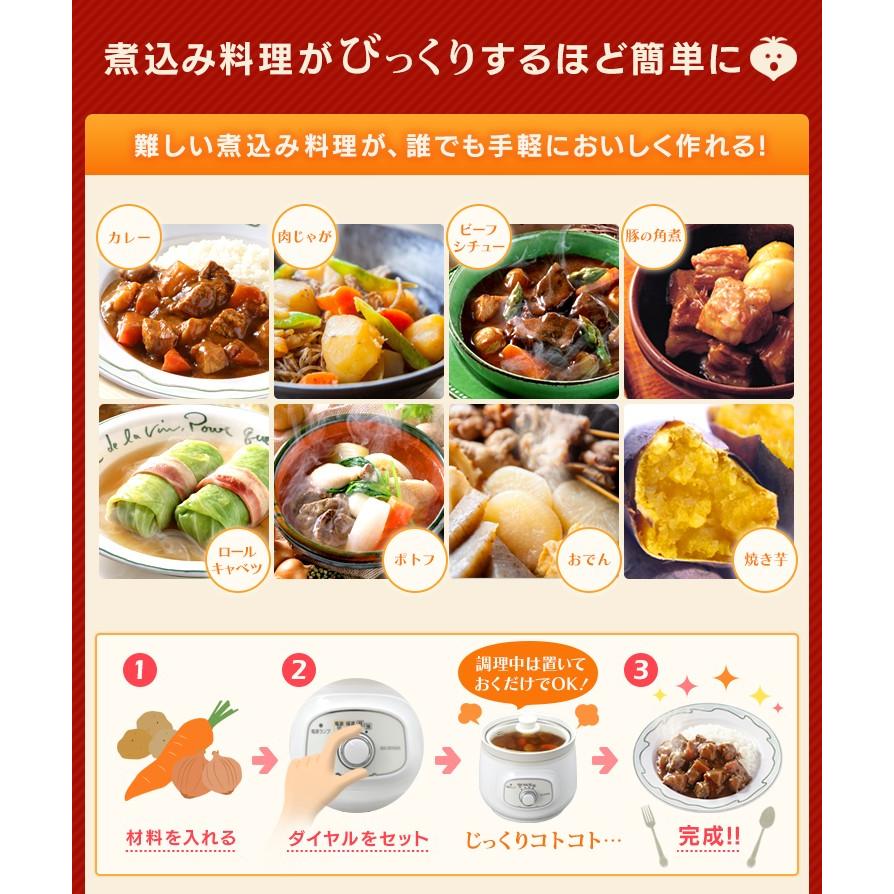 煮込み料理がびっくりするほど簡単に
難しい煮込み料理が、誰でも手軽においしく作れる!
カレー
肉じゃが
ビーフ
シチュー
豚の角煮
de la vin, Pour
ロール
キャベツ
ポトフ
おでん
焼き芋
1
材料を入れる
2
電源ランプ
ダイヤルをセット
調理中は置いて
おくだけでOK!
じっくりコトコト…
3
完成!!